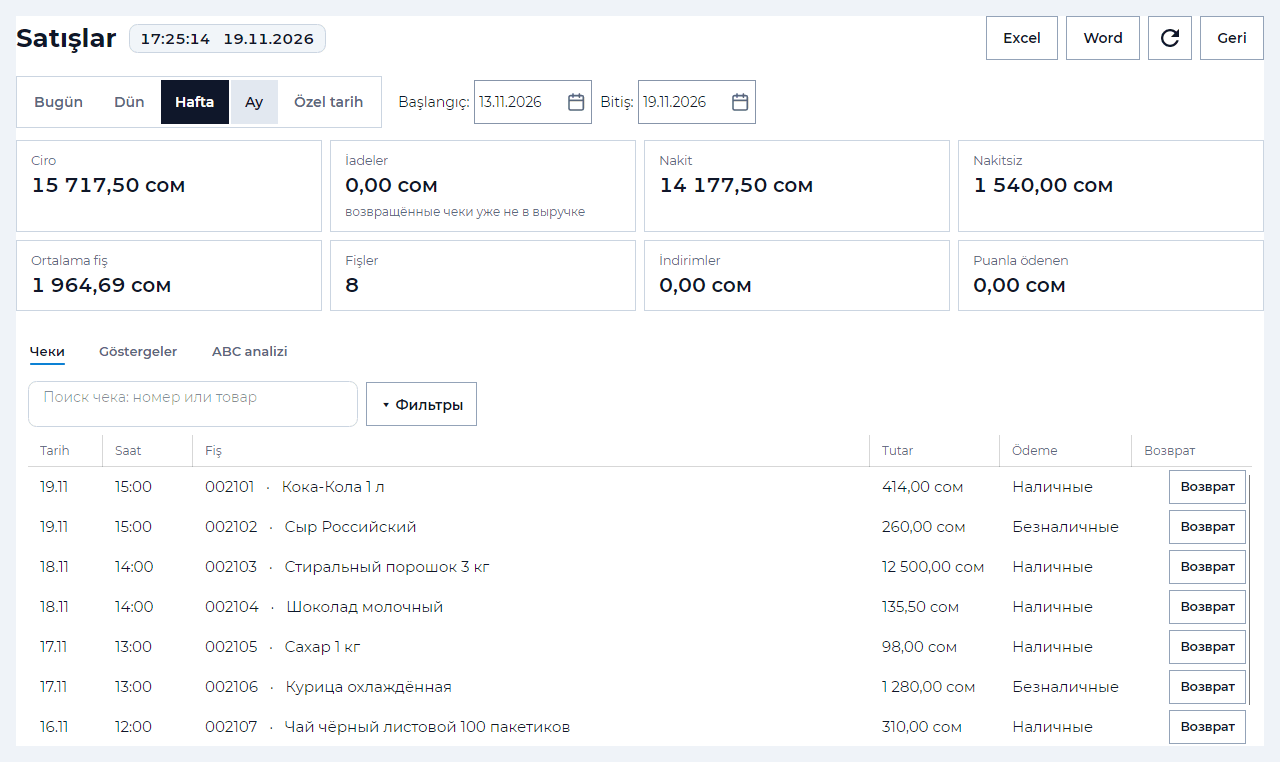 Satışlar 17:25:14 19.11.2026 Excel Word Geri
Bugün Dün Hafta Ay Özel tarih Başlangıç: 13.11.2026 Bitiş: 19.11.2026
Ciro İadeler Nakit Nakitsiz
15 717,50 сом 0,00 сом 14 177,50 сом 1 540,00 сом
возвращённые чеки уже не в выручке
Ortalama fiş Fişler İndirimler Puanla ödenen
1 964,69 сом 8 0,00 сом 0,00 сом
Чеки Göstergeler ABC analizi
Поиск чека: номер или товар Фильтры
Tarih Saat Fiş Tutar Ödeme Возврат
19.11 15:00 002101 · Кока-Кола 1 л 414,00 сом Наличные Возврат
19.11 15:00 002102 · Сыр Российский 260,00 сом Безналичные Возврат
18.11 14:00 002103 · Стиральный порошок 3 кг 12 500,00 сом Наличные Возврат
18.11 14:00 002104 · Шоколад молочный 135,50 сом Наличные Возврат
17.11 13:00 002105 · Сахар 1 кг 98,00 сом Наличные Возврат
17.11 13:00 002106 · Курица охлаждённая 1 280,00 сом Безналичные Возврат
16.11 12:00 002107 · Чай чёрный листовой 100 пакетиков 310,00 сом Наличные Возврат